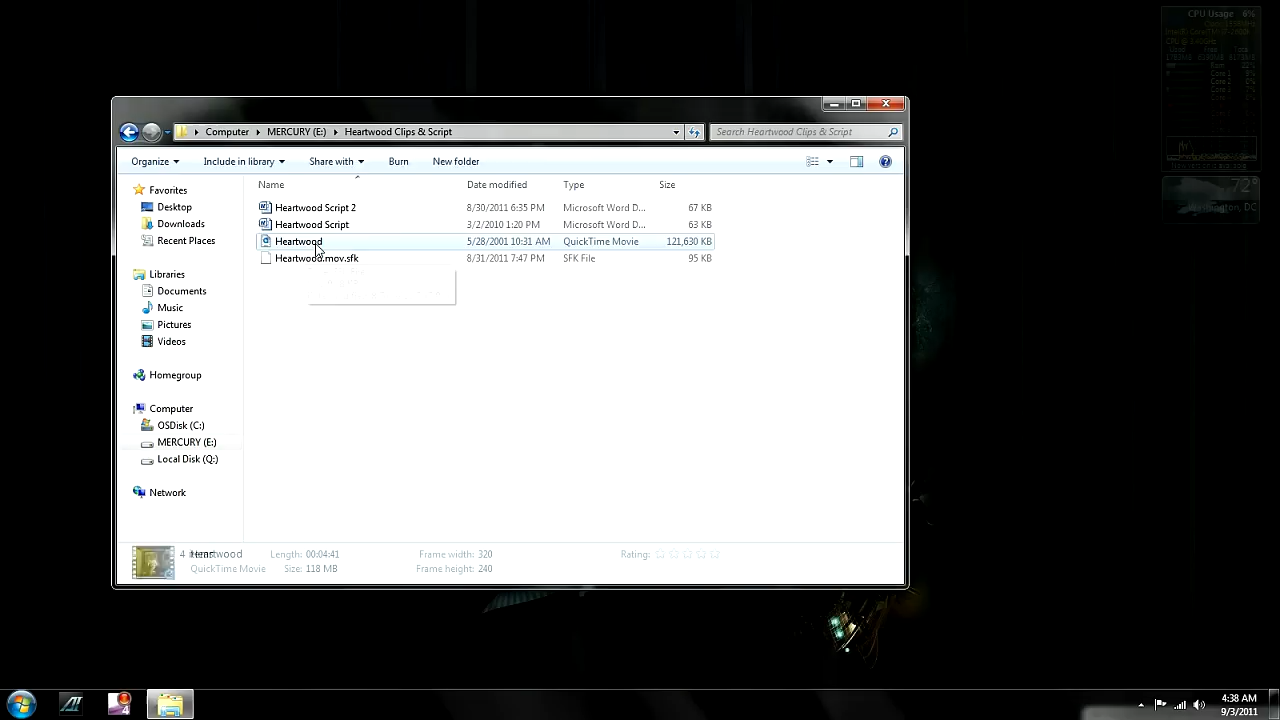 CPU Usage 6%
Computer MERCURY (E:) Heartwood Clips & Script
Search Heartwood Clips & Script
Organize Include in library Share with Burn New folder
Name Date modified Type Size
Favorites
Desktop
Downloads
Recent Places
Libraries
Documents
Music
Pictures
Videos
Homegroup
Computer
OSDisk (C:)
MERCURY (E:)
Local Disk (Q:)
Network
Heartwood Script 2 8/30/2011 6:35 PM Microsoft Word D... 67 KB
Heartwood Script 3/2/2010 1:20 PM Microsoft Word D... 63 KB
Heartwood 5/28/2001 10:31 AM QuickTime Movie 121,630 KB
Heartwood.mov.sfk 8/31/2011 7:47 PM SFK File 95 KB
Heartwood Length: 00:04:41 Frame width: 320 Rating:
QuickTime Movie Size: 118 MB Frame height: 240
72°
Washington, DC
4:38 AM
9/3/2011